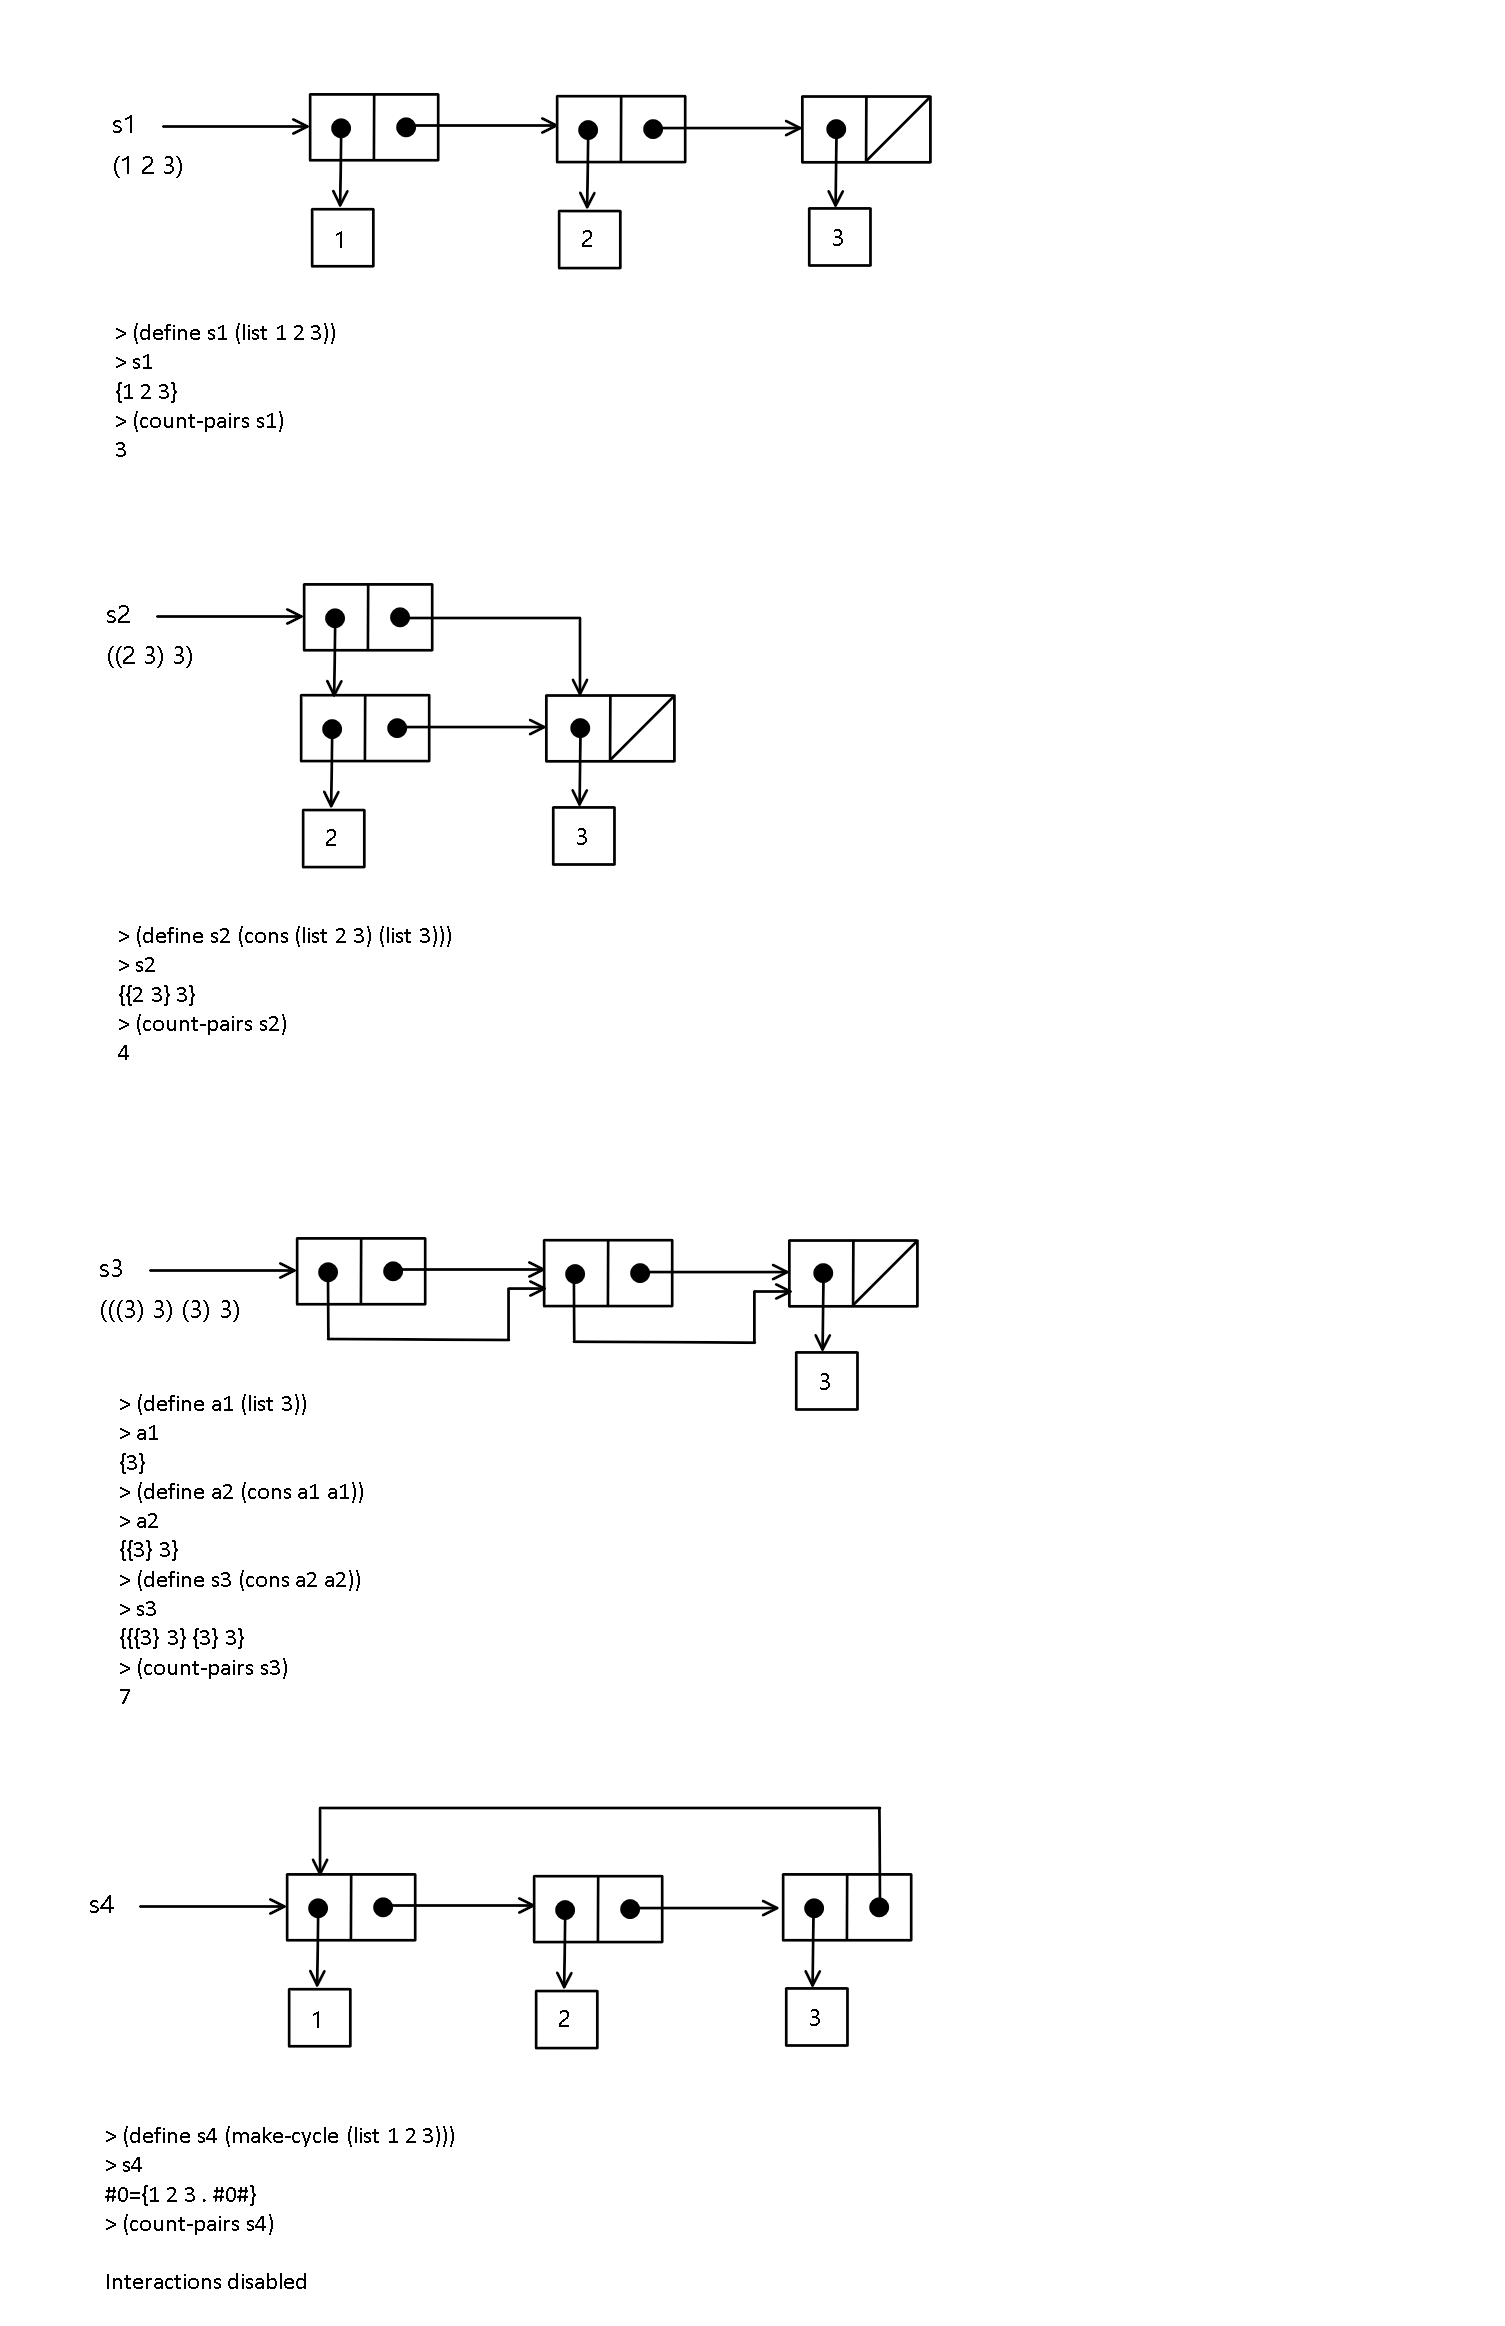 s1
(1 2 3)
1
2
3
> (define s1 (list 1 2 3))
> s1
{1 2 3}
> (count-pairs s1)
3
s2
((2 3) 3)
2
3
> (define s2 (cons (list 2 3) (list 3)))
> s2
{{2 3} 3}
> (count-pairs s2)
4
s3
(((3) 3) (3) 3)
3
> (define a1 (list 3))
> a1
{3}
> (define a2 (cons a1 a1))
> a2
{{3} 3}
> (define s3 (cons a2 a2))
> s3
{{{3} 3} {3} 3}
> (count-pairs s3)
7
s4
1
2
3
> (define s4 (make-cycle (list 1 2 3)))
> s4
#0={1 2 3 . #0#}
> (count-pairs s4)
Interactions disabled